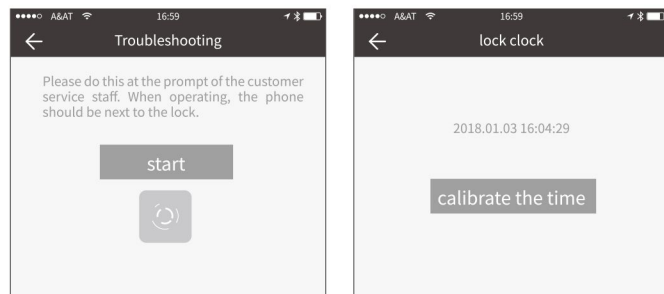 A&AT 16:59
Troubleshooting
Please do this at the prompt of the customer
service staff. When operating, the phone
should be next to the lock.
start
A&AT 16:59
lock clock
2018.01.03 16:04:29
calibrate the time